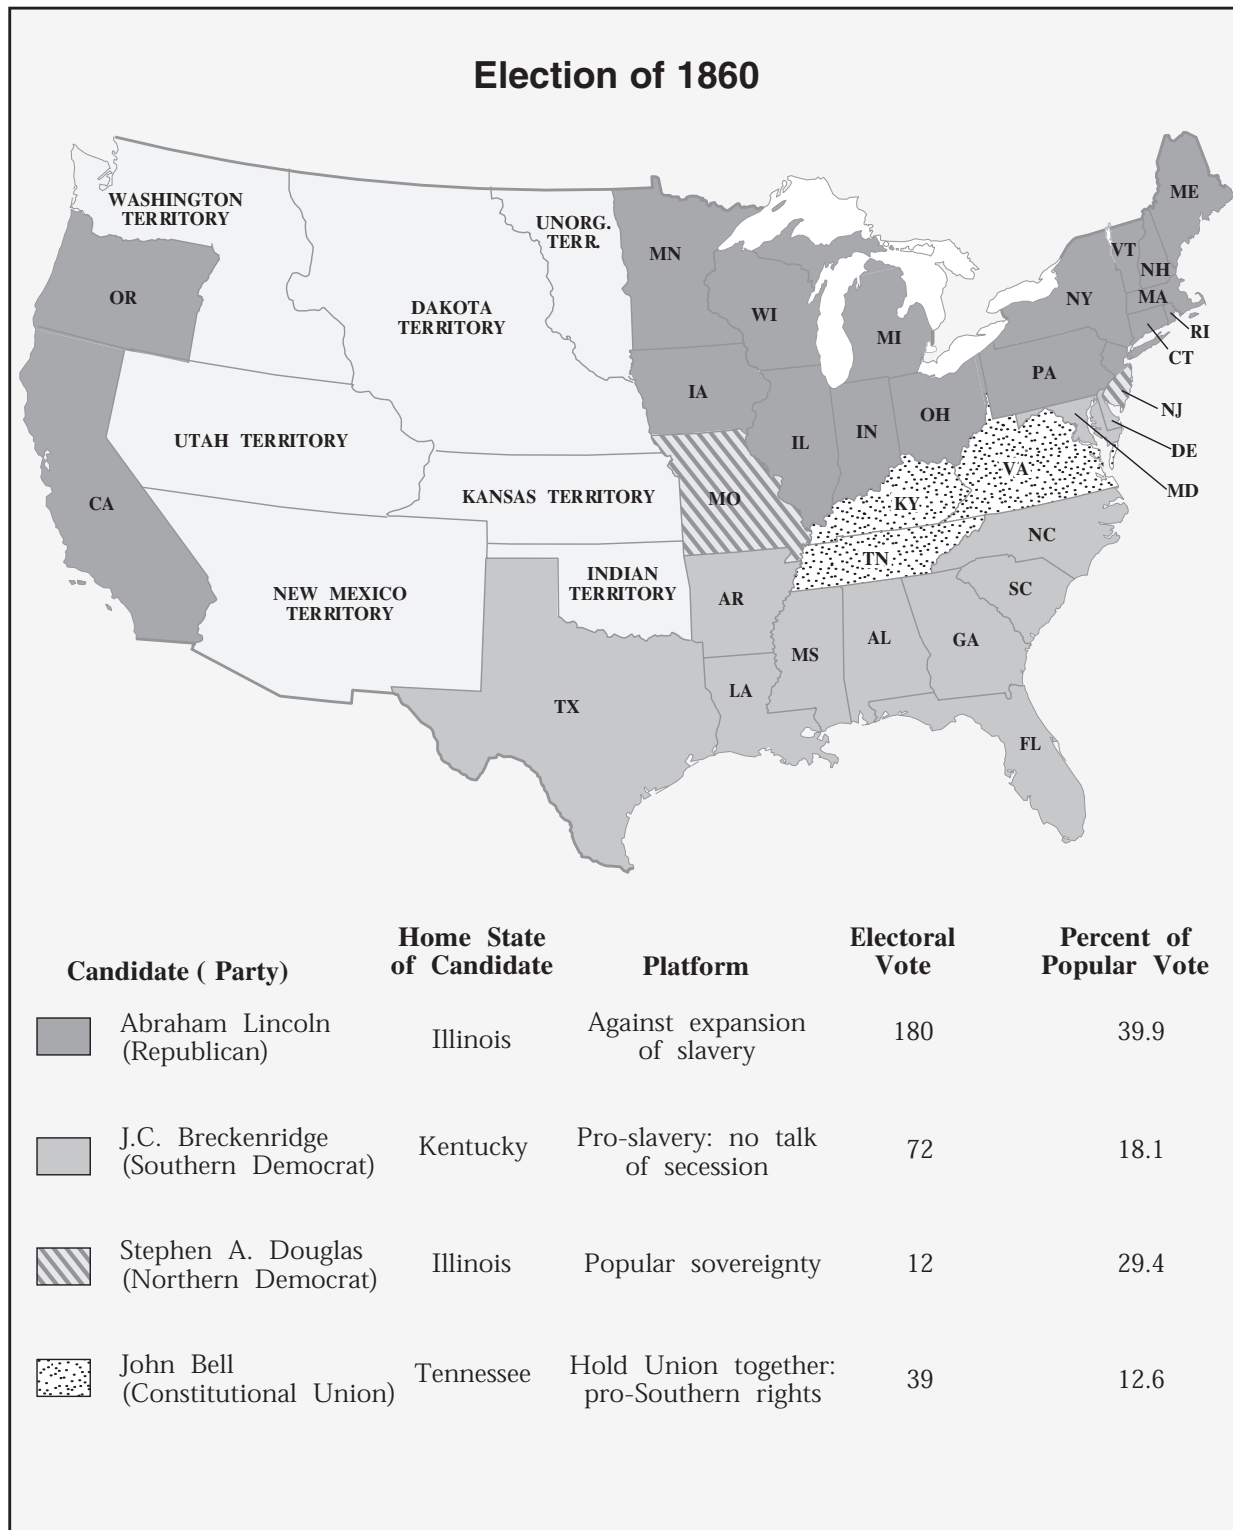 Election of 1860
WASHINGTON
TERRITORY
UNORG.
TERR.
MN
ME
VT
NH
OR
DAKOTA
TERRITORY
WI
MI
NY
MA
RI
CT
PA
IA
NJ
OH
IL
IN
UTAH TERRITORY
DE
VA
MD
CA
KANSAS TERRITORY
MO
KY
NC
TN
INDIAN
TERRITORY
NEW MEXICO
TERRITORY
AR
SC
MS
AL
GA
LA
TX
FL
Candidate ( Party)
Home State
of Candidate
Platform
Electoral
Vote
Percent of
Popular Vote
Abraham Lincoln
(Republican)
Illinois
Against expansion
of slavery
180
39.9
J.C. Breckenridge
(Southern Democrat)
Kentucky
Pro-slavery: no talk
of secession
72
18.1
Stephen A. Douglas
(Northern Democrat)
Illinois
Popular sovereignty
12
29.4
John Bell
(Constitutional Union)
Tennessee
Hold Union together:
pro-Southern rights
39
12.6